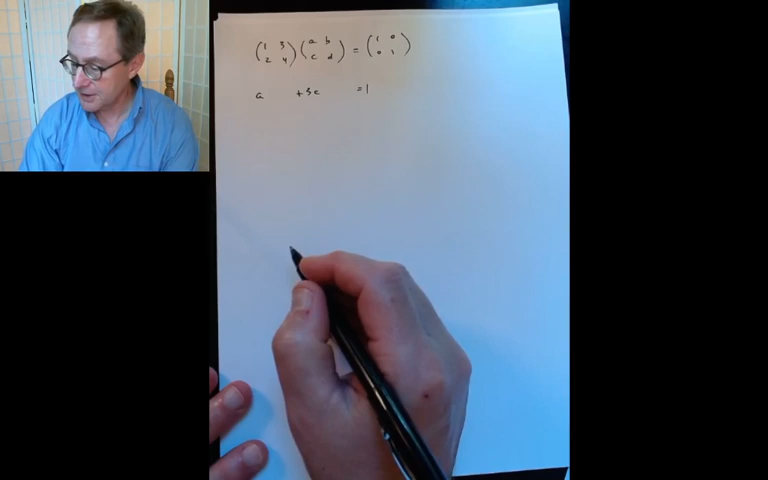 (1 3) (a b) = (1 0)
(2 4) (c d) (0 1)
a +3c =1